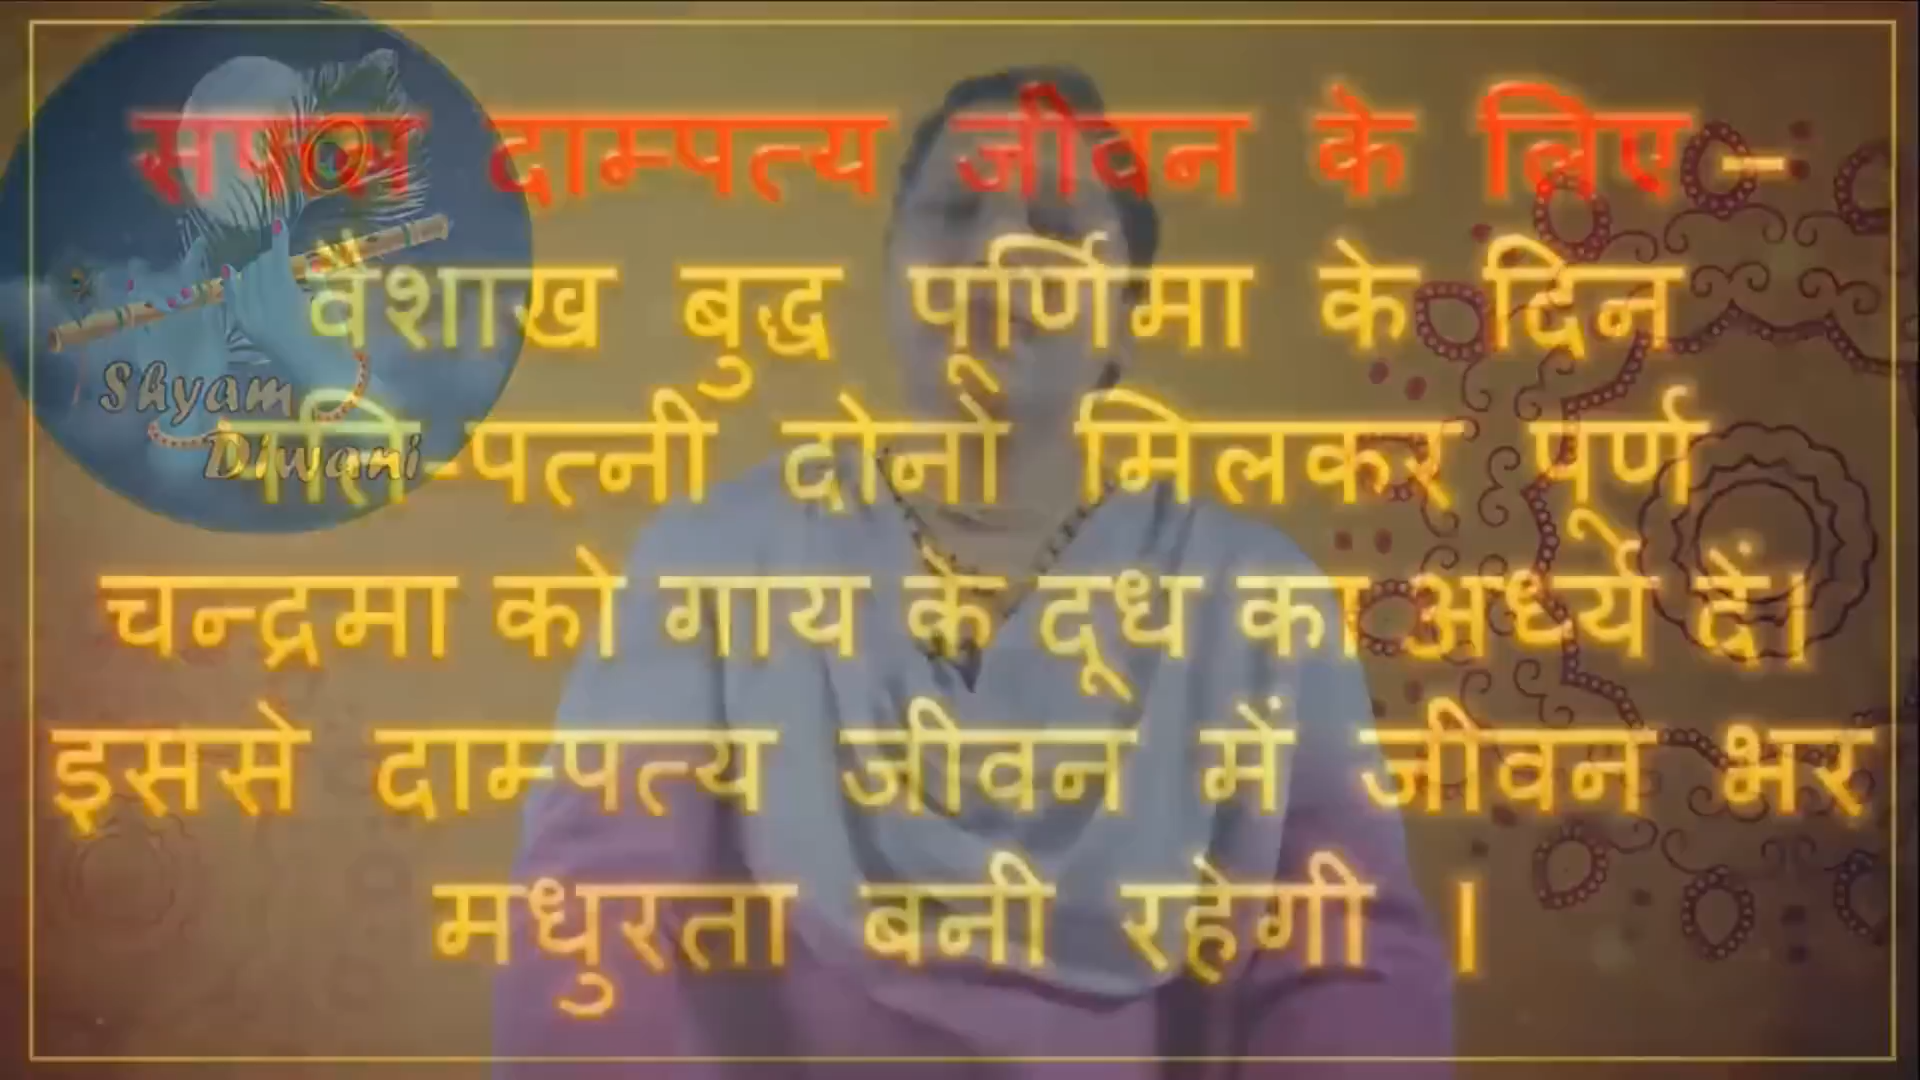 सफल दाम्पत्य जीवन के लिए –
वैशाख बुद्ध पूर्णिमा के दिन
पति-पत्नी दोनों मिलकर पूर्ण
चन्द्रमा को गाय के दूध का अर्ध्य दें।
इससे दाम्पत्य जीवन में जीवन भर
मधुरता बनी रहेगी ।
Shyam
Diwani